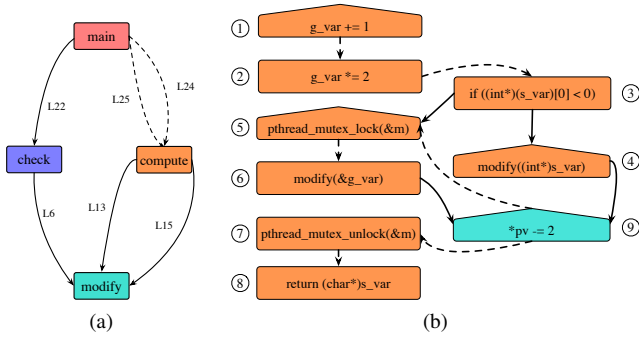 main
L22
L25
L24
check
compute
L6
L13
L15
modify
(a)
1
g_var += 1
2
g_var *= 2
if ((int*)(s_var)[0] < 0)
3
5
pthread_mutex_lock(&m)
modify((int*)s_var)
4
6
modify(&g_var)
7
pthread_mutex_unlock(&m)
*pv -= 2
9
8
return (char*)s_var
(b)